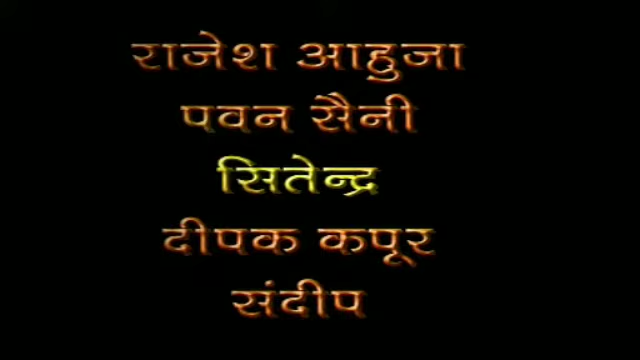 राजेश आहुजा
पवन सैनी
सितेन्द्र
दीपक कपूर
संदीप